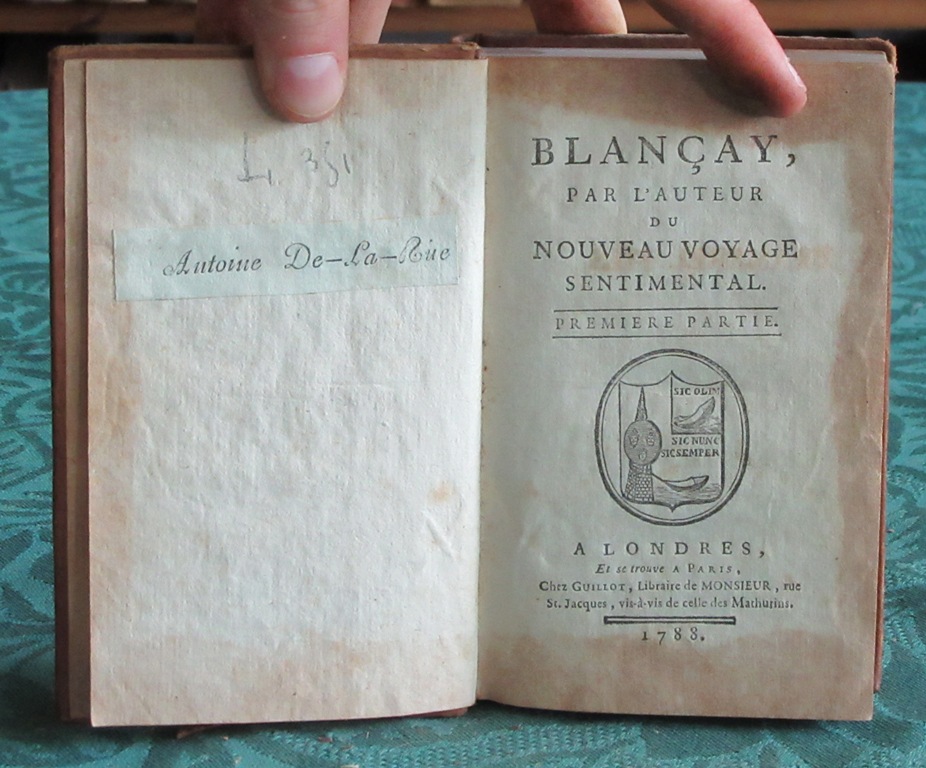 L. 351
Antoine De-La-Rüe
BLANÇAY,
PAR L'AUTEUR
DU
NOUVEAU VOYAGE
SENTIMENTAL.
PREMIERE PARTIE.
SIC OLIM
SIC NUNC
SIC SEMPER
A LONDRES,
Et se trouve A PARIS,
Chez GUILLOT, Libraire de MONSIEUR, rue
St. Jacques, vis-à-vis de celle des Mathurins.
1788.